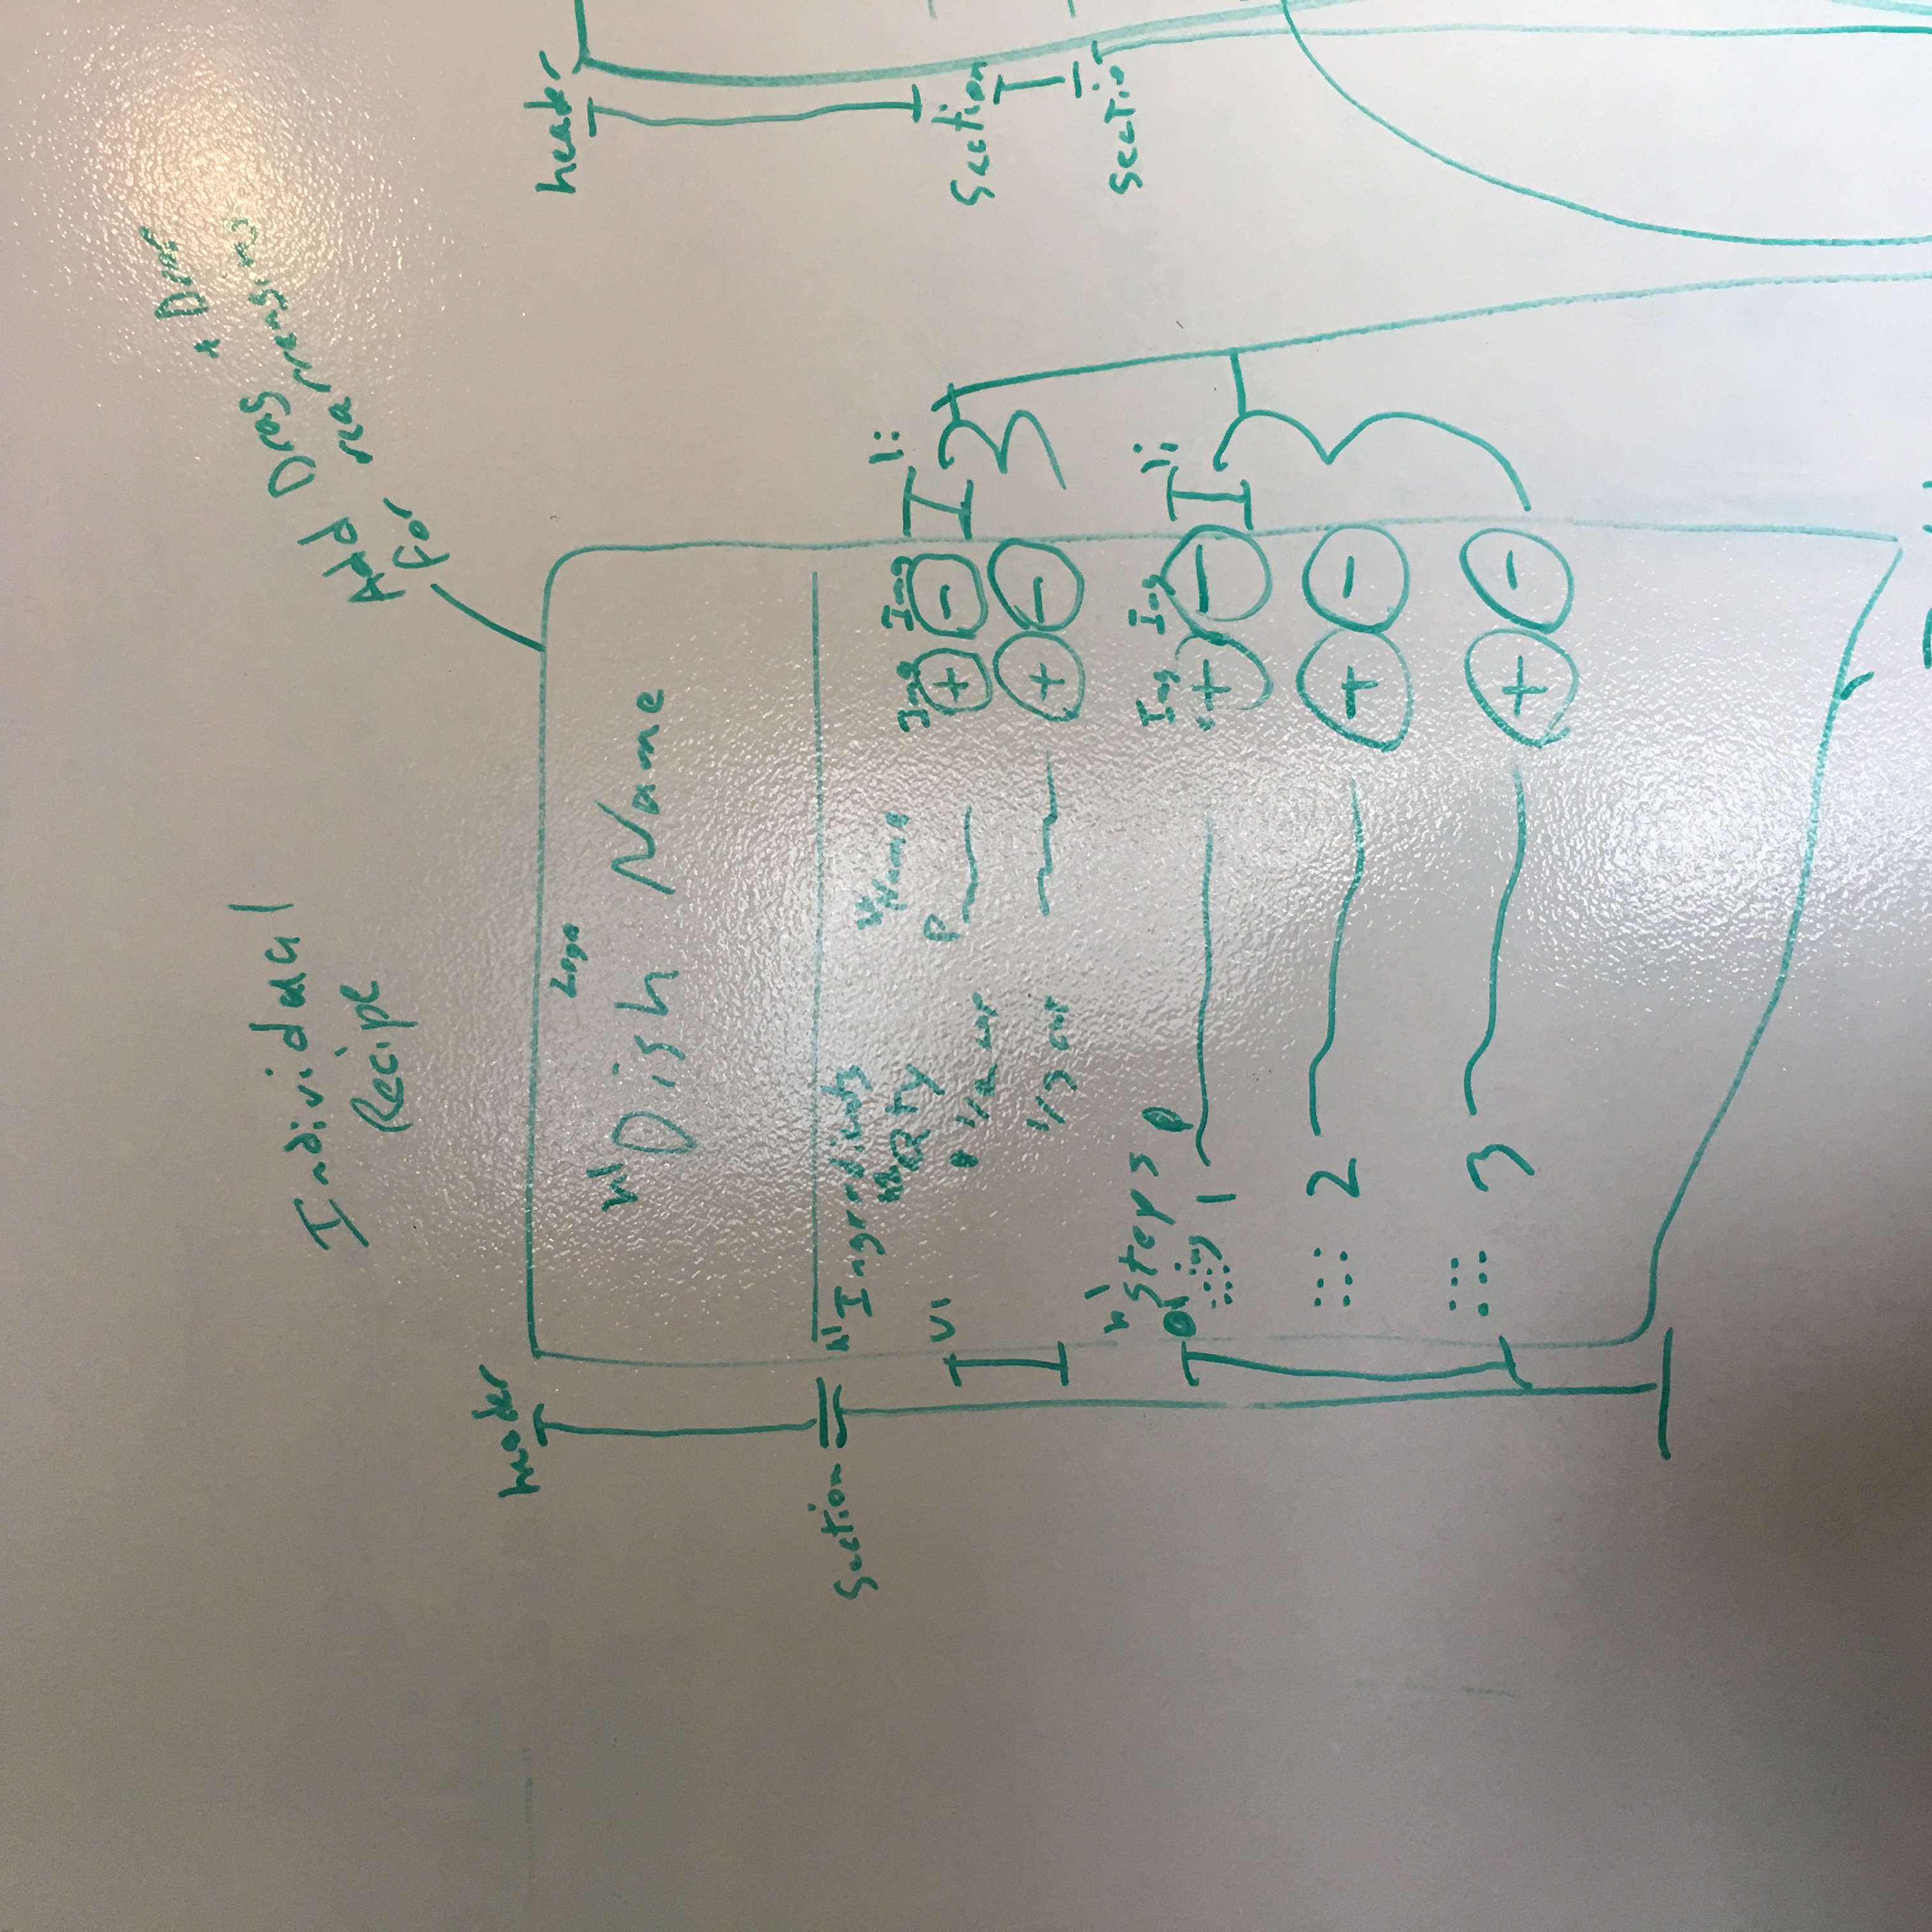 Individual
Recipe
Add Drag + Drop
for rearrenging
header
Logo
h1 Dish Name
Section
h1 Ingredients
h2 Qty
Name
Img Img
li
ul
1/2 cup
P
+ -
1/3 cup
+ -
h1 Steps
Img Img
li
ol
img
1
P
+ -
2
+ -
3
+ -
header
Section
Section